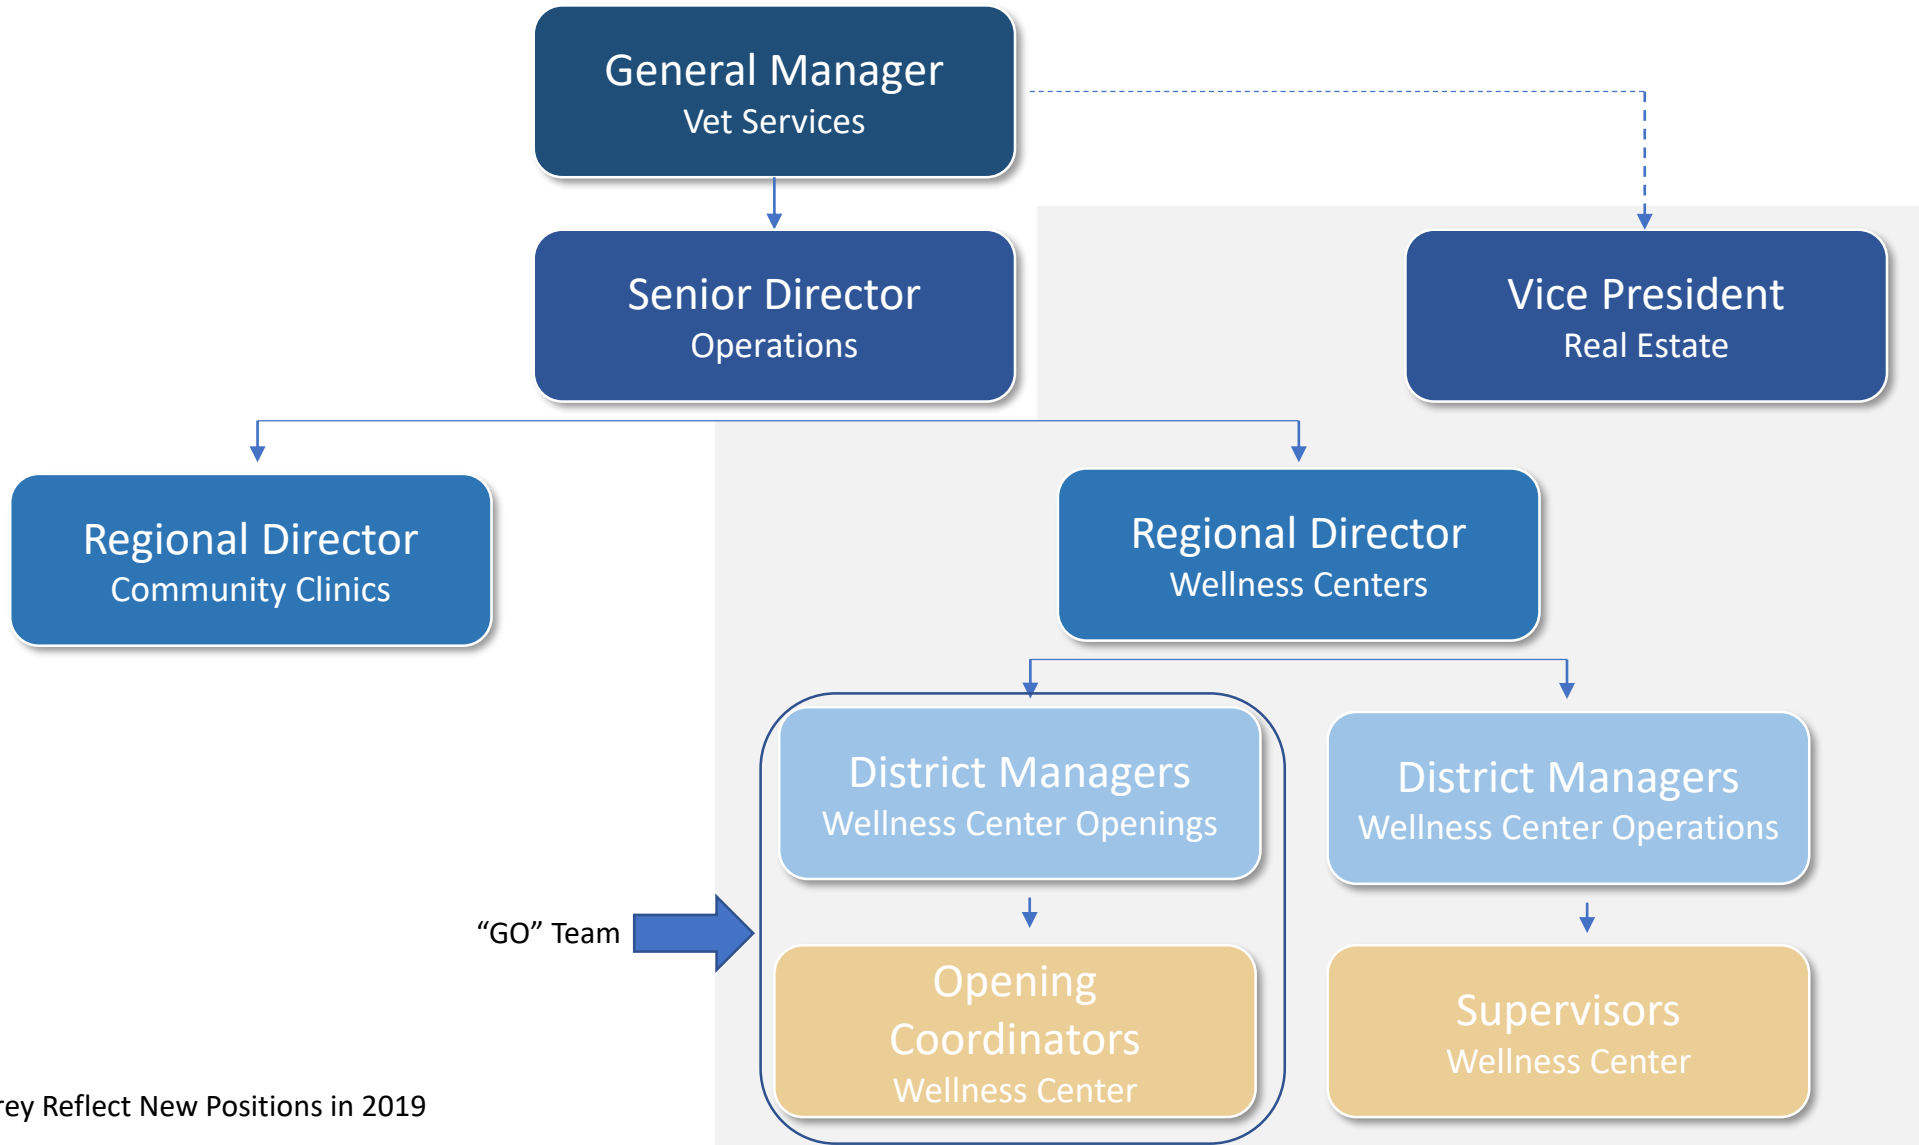 General Manager
Vet Services
Senior Director
Operations
Vice President
Real Estate
Regional Director
Community Clinics
Regional Director
Wellness Centers
District Managers
Wellness Center Openings
District Managers
Wellness Center Operations
“GO” Team
Opening
Coordinators
Wellness Center
Supervisors
Wellness Center
Reflect New Positions in 2019